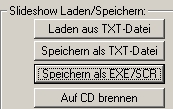 Slideshow Laden/Speichern:
Laden aus TXT-Datei
Speichern als TXT-Datei
Speichern als EXE/SCR
Auf CD brennen